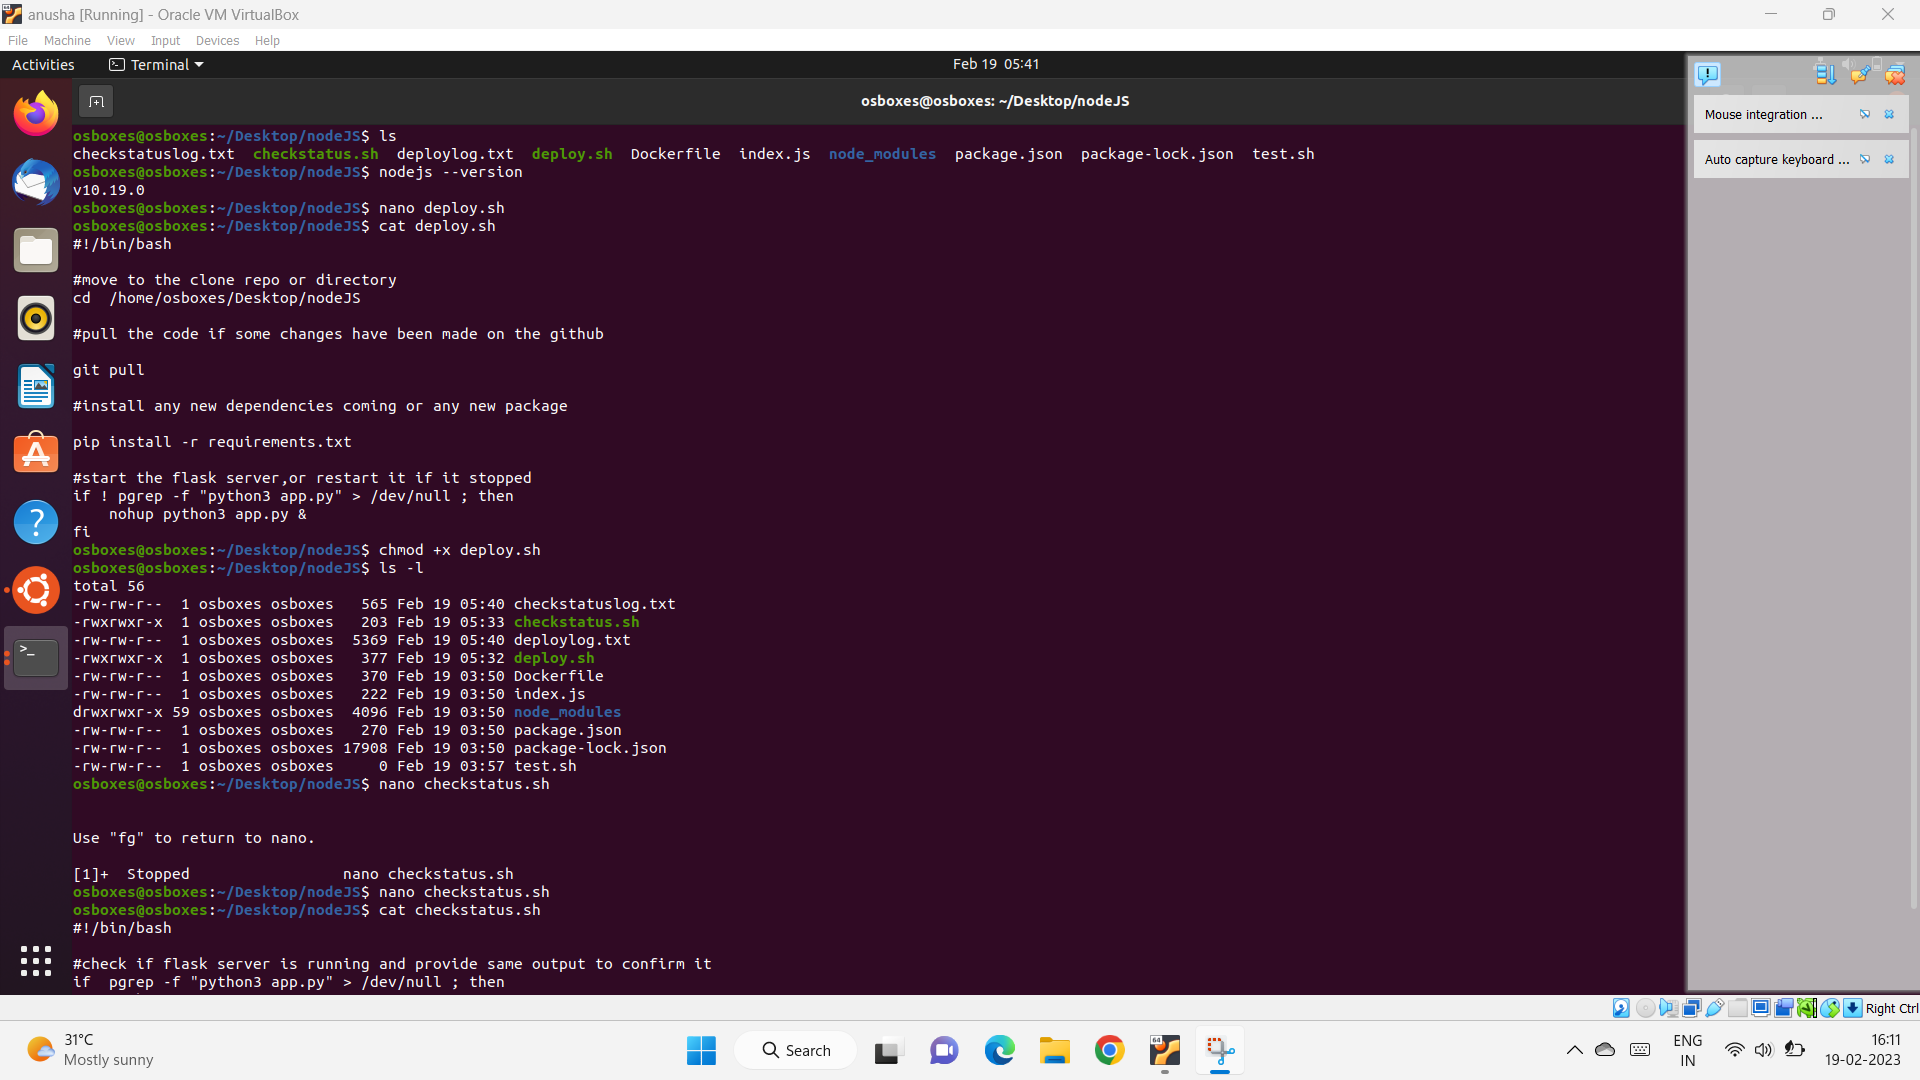 anusha [Running] - Oracle VM VirtualBox
File Machine View Input Devices Help
Activities Terminal Feb 19 05:41
osboxes@osboxes: ~/Desktop/nodeJS
Mouse integration ...
Auto capture keyboard ...
osboxes@osboxes:~/Desktop/nodeJS$ ls
checkstatuslog.txt checkstatus.sh deploylog.txt deploy.sh Dockerfile index.js node_modules package.json package-lock.json test.sh
osboxes@osboxes:~/Desktop/nodeJS$ nodejs --version
v10.19.0
osboxes@osboxes:~/Desktop/nodeJS$ nano deploy.sh
osboxes@osboxes:~/Desktop/nodeJS$ cat deploy.sh
#!/bin/bash
#move to the clone repo or directory
cd  /home/osboxes/Desktop/nodeJS
#pull the code if some changes have been made on the github
git pull
#install any new dependencies coming or any new package
pip install -r requirements.txt
#start the flask server,or restart it if it stopped
if ! pgrep -f "python3 app.py" > /dev/null ; then
    nohup python3 app.py &
fi
osboxes@osboxes:~/Desktop/nodeJS$ chmod +x deploy.sh
osboxes@osboxes:~/Desktop/nodeJS$ ls -l
total 56
-rw-rw-r--  1 osboxes osboxes   565 Feb 19 05:40 checkstatuslog.txt
-rwxrwxr-x  1 osboxes osboxes   203 Feb 19 05:33 checkstatus.sh
-rw-rw-r--  1 osboxes osboxes  5369 Feb 19 05:40 deploylog.txt
-rwxrwxr-x  1 osboxes osboxes   377 Feb 19 05:32 deploy.sh
-rw-rw-r--  1 osboxes osboxes   370 Feb 19 03:50 Dockerfile
-rw-rw-r--  1 osboxes osboxes   222 Feb 19 03:50 index.js
drwxrwxr-x 59 osboxes osboxes  4096 Feb 19 03:50 node_modules
-rw-rw-r--  1 osboxes osboxes   270 Feb 19 03:50 package.json
-rw-rw-r--  1 osboxes osboxes 17908 Feb 19 03:50 package-lock.json
-rw-rw-r--  1 osboxes osboxes     0 Feb 19 03:57 test.sh
osboxes@osboxes:~/Desktop/nodeJS$ nano checkstatus.sh
Use "fg" to return to nano.
[1]+  Stopped                 nano checkstatus.sh
osboxes@osboxes:~/Desktop/nodeJS$ nano checkstatus.sh
osboxes@osboxes:~/Desktop/nodeJS$ cat checkstatus.sh
#!/bin/bash
#check if flask server is running and provide same output to confirm it
if  pgrep -f "python3 app.py" > /dev/null ; then
Right Ctrl
31°C
Mostly sunny
Search
ENG
IN
16:11
19-02-2023